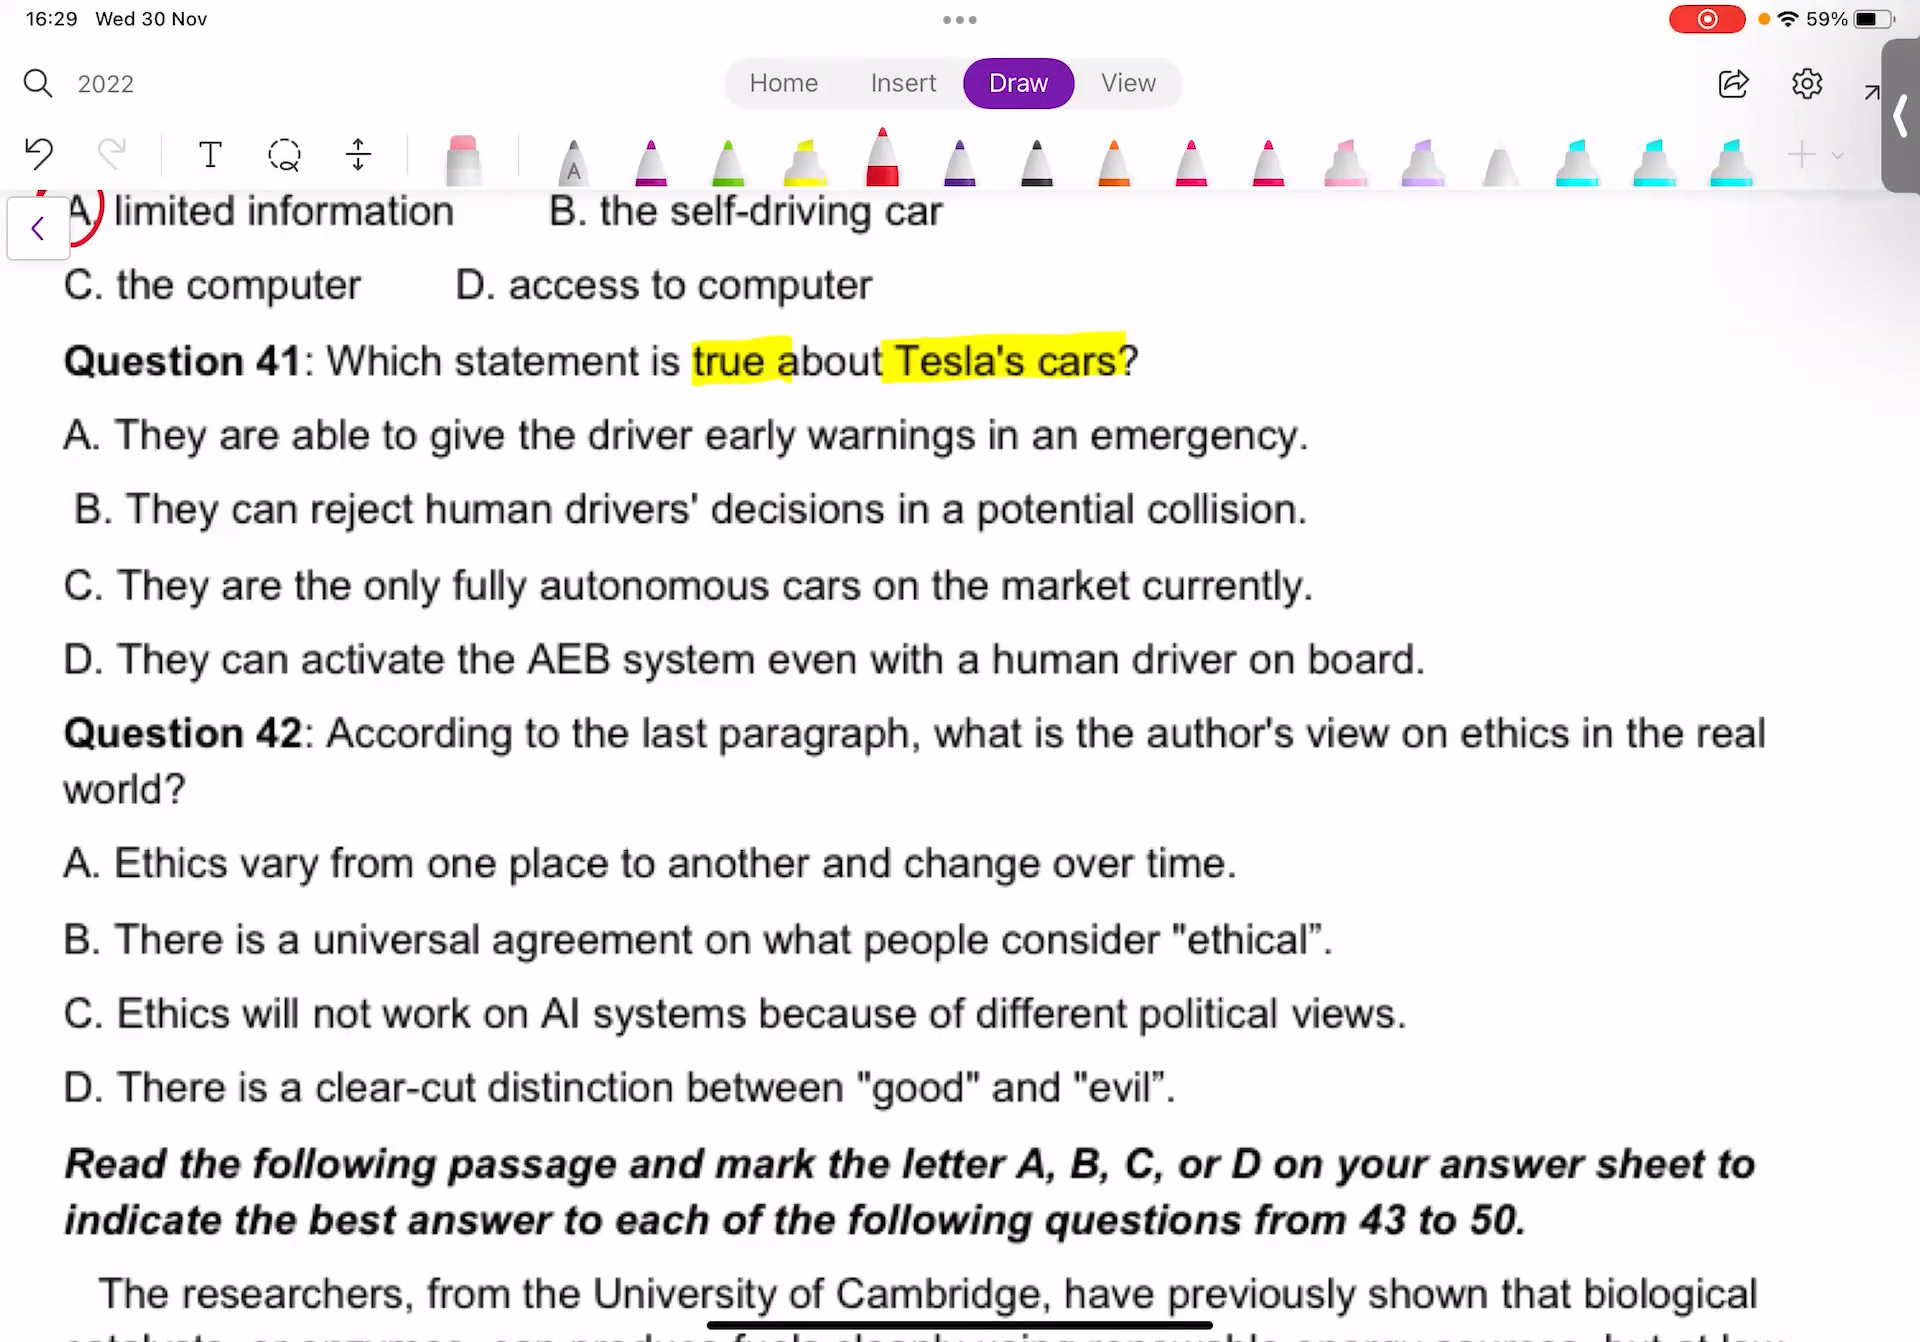 16:29 Wed 30 Nov
59%
2022
Home Insert Draw View
T A
A. limited information B. the self-driving car
C. the computer D. access to computer
Question 41: Which statement is true about Tesla's cars?
A. They are able to give the driver early warnings in an emergency.
B. They can reject human drivers' decisions in a potential collision.
C. They are the only fully autonomous cars on the market currently.
D. They can activate the AEB system even with a human driver on board.
Question 42: According to the last paragraph, what is the author's view on ethics in the real
world?
A. Ethics vary from one place to another and change over time.
B. There is a universal agreement on what people consider "ethical”.
C. Ethics will not work on AI systems because of different political views.
D. There is a clear-cut distinction between "good" and "evil”.
Read the following passage and mark the letter A, B, C, or D on your answer sheet to
indicate the best answer to each of the following questions from 43 to 50.
The researchers, from the University of Cambridge, have previously shown that biological